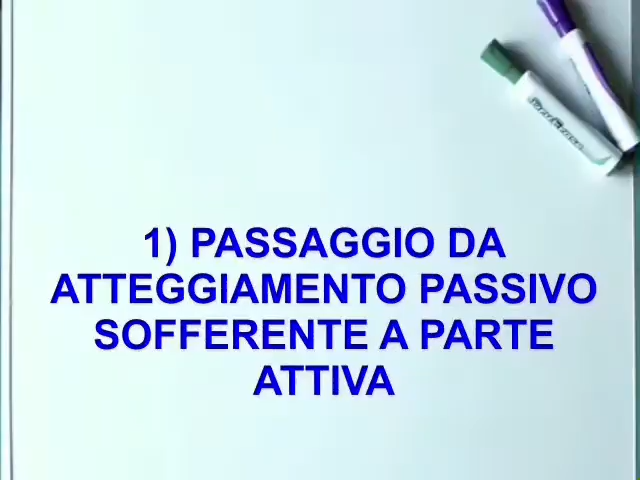 1) PASSAGGIO DA
ATTEGGIAMENTO PASSIVO
SOFFERENTE A PARTE
ATTIVA